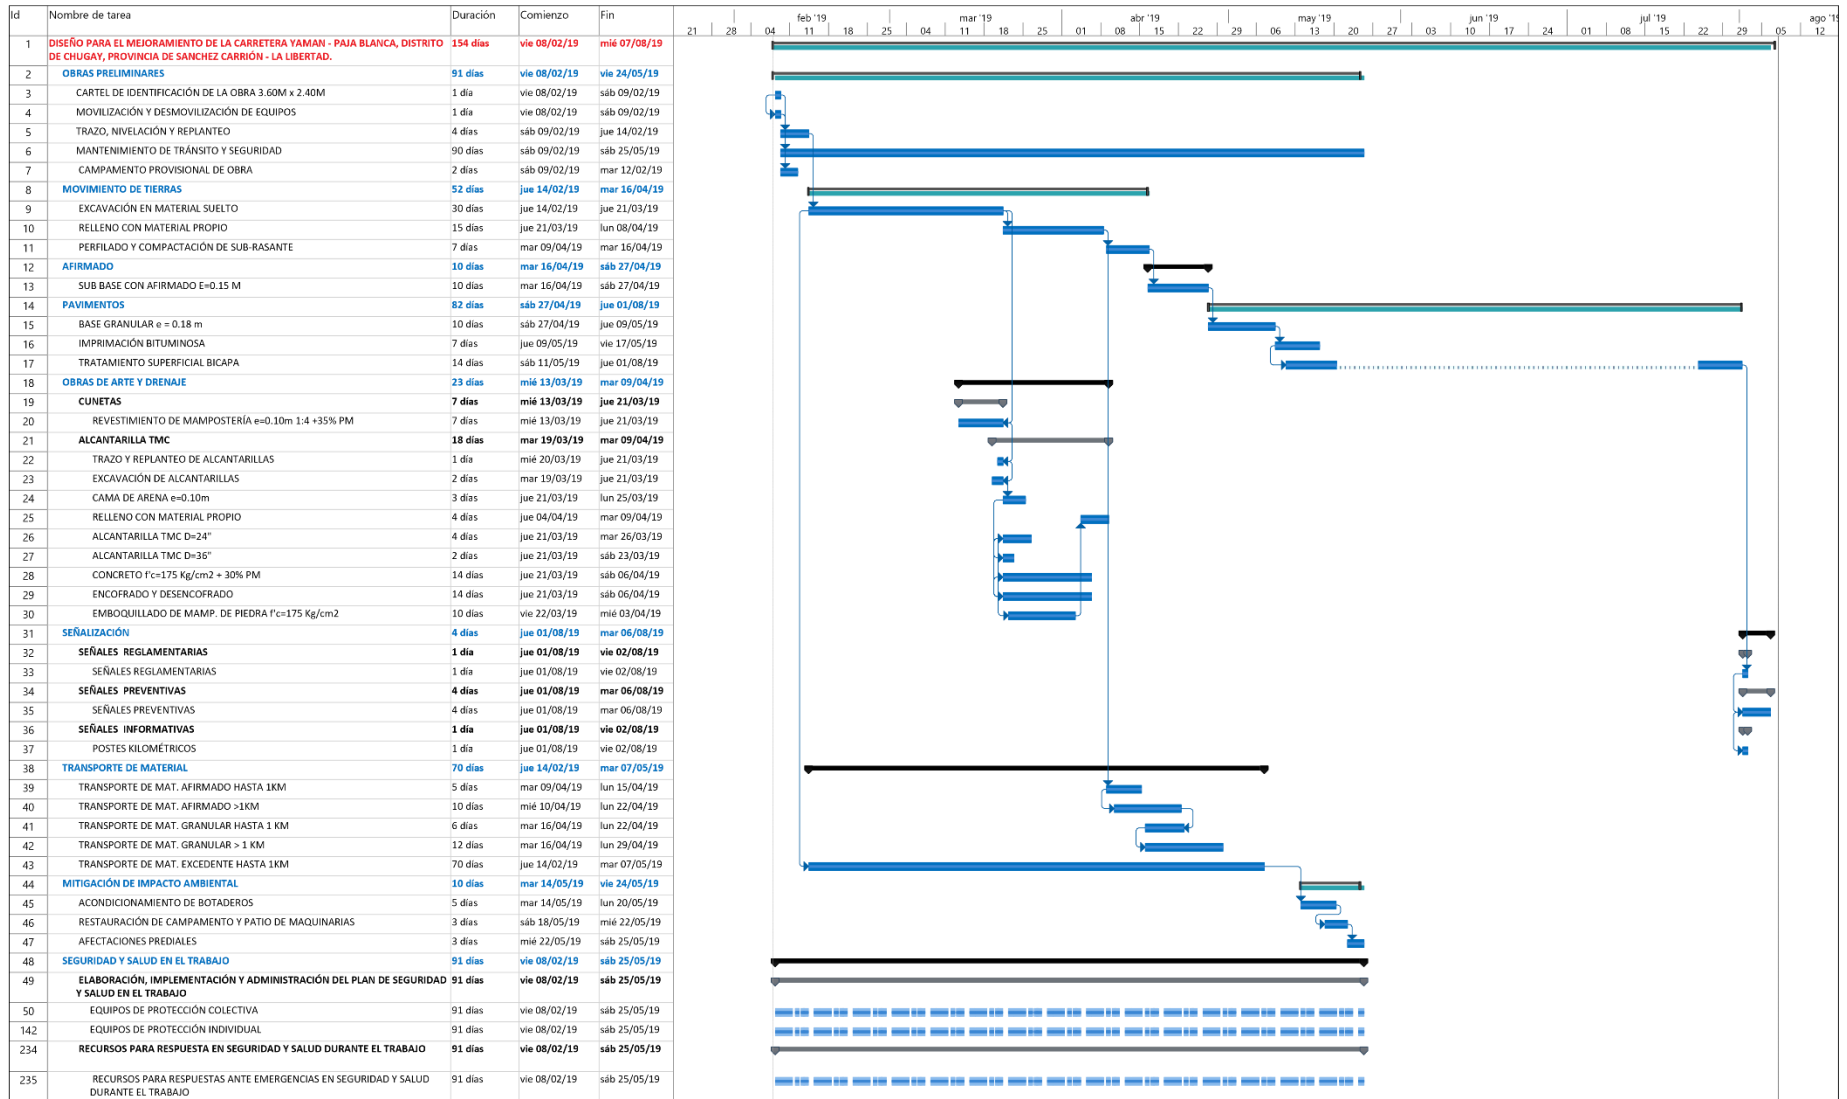 Id Nombre de tarea Duración Comienzo Fin
feb '19 mar '19 abr '19 may '19 jun '19 jul '19 ago '19
21 28 04 11 18 25 04 11 18 25 01 08 15 22 29 06 13 20 27 03 10 17 24 01 08 15 22 29 05 12
1 DISEÑO PARA EL MEJORAMIENTO DE LA CARRETERA YAMAN - PAJA BLANCA, DISTRITO 154 días vie 08/02/19 mié 07/08/19
DE CHUGAY, PROVINCIA DE SANCHEZ CARRIÓN - LA LIBERTAD.
2 OBRAS PRELIMINARES 91 días vie 08/02/19 vie 24/05/19
3 CARTEL DE IDENTIFICACIÓN DE LA OBRA 3.60M x 2.40M 1 día vie 08/02/19 sáb 09/02/19
4 MOVILIZACIÓN Y DESMOVILIZACIÓN DE EQUIPOS 1 día vie 08/02/19 sáb 09/02/19
5 TRAZO, NIVELACIÓN Y REPLANTEO 4 días sáb 09/02/19 jue 14/02/19
6 MANTENIMIENTO DE TRÁNSITO Y SEGURIDAD 90 días sáb 09/02/19 sáb 25/05/19
7 CAMPAMENTO PROVISIONAL DE OBRA 2 días sáb 09/02/19 mar 12/02/19
8 MOVIMIENTO DE TIERRAS 52 días jue 14/02/19 mar 16/04/19
9 EXCAVACIÓN EN MATERIAL SUELTO 30 días jue 14/02/19 jue 21/03/19
10 RELLENO CON MATERIAL PROPIO 15 días jue 21/03/19 lun 08/04/19
11 PERFILADO Y COMPACTACIÓN DE SUB-RASANTE 7 días mar 09/04/19 mar 16/04/19
12 AFIRMADO 10 días mar 16/04/19 sáb 27/04/19
13 SUB BASE CON AFIRMADO E=0.15 M 10 días mar 16/04/19 sáb 27/04/19
14 PAVIMENTOS 82 días sáb 27/04/19 jue 01/08/19
15 BASE GRANULAR e = 0.18 m 10 días sáb 27/04/19 jue 09/05/19
16 IMPRIMACIÓN BITUMINOSA 7 días jue 09/05/19 vie 17/05/19
17 TRATAMIENTO SUPERFICIAL BICAPA 14 días sáb 11/05/19 jue 01/08/19
18 OBRAS DE ARTE Y DRENAJE 23 días mié 13/03/19 mar 09/04/19
19 CUNETAS 7 días mié 13/03/19 jue 21/03/19
20 REVESTIMIENTO DE MAMPOSTERÍA e=0.10m 1:4 +35% PM 7 días mié 13/03/19 jue 21/03/19
21 ALCANTARILLA TMC 18 días mar 19/03/19 mar 09/04/19
22 TRAZO Y REPLANTEO DE ALCANTARILLAS 1 día mié 20/03/19 jue 21/03/19
23 EXCAVACIÓN DE ALCANTARILLAS 2 días mar 19/03/19 jue 21/03/19
24 CAMA DE ARENA e=0.10m 3 días jue 21/03/19 lun 25/03/19
25 RELLENO CON MATERIAL PROPIO 4 días jue 04/04/19 mar 09/04/19
26 ALCANTARILLA TMC D=24" 4 días jue 21/03/19 mar 26/03/19
27 ALCANTARILLA TMC D=36" 2 días jue 21/03/19 sáb 23/03/19
28 CONCRETO f'c=175 Kg/cm2 + 30% PM 14 días jue 21/03/19 sáb 06/04/19
29 ENCOFRADO Y DESENCOFRADO 14 días jue 21/03/19 sáb 06/04/19
30 EMBOQUILLADO DE MAMP. DE PIEDRA f'c=175 Kg/cm2 10 días vie 22/03/19 mié 03/04/19
31 SEÑALIZACIÓN 4 días jue 01/08/19 mar 06/08/19
32 SEÑALES REGLAMENTARIAS 1 día jue 01/08/19 vie 02/08/19
33 SEÑALES REGLAMENTARIAS 1 día jue 01/08/19 vie 02/08/19
34 SEÑALES PREVENTIVAS 4 días jue 01/08/19 mar 06/08/19
35 SEÑALES PREVENTIVAS 4 días jue 01/08/19 mar 06/08/19
36 SEÑALES INFORMATIVAS 1 día jue 01/08/19 vie 02/08/19
37 POSTES KILOMÉTRICOS 1 día jue 01/08/19 vie 02/08/19
38 TRANSPORTE DE MATERIAL 70 días jue 14/02/19 mar 07/05/19
39 TRANSPORTE DE MAT. AFIRMADO HASTA 1KM 5 días mar 09/04/19 lun 15/04/19
40 TRANSPORTE DE MAT. AFIRMADO >1KM 10 días mié 10/04/19 lun 22/04/19
41 TRANSPORTE DE MAT. GRANULAR HASTA 1 KM 6 días mar 16/04/19 lun 22/04/19
42 TRANSPORTE DE MAT. GRANULAR > 1 KM 12 días mar 16/04/19 lun 29/04/19
43 TRANSPORTE DE MAT. EXCEDENTE HASTA 1KM 70 días jue 14/02/19 mar 07/05/19
44 MITIGACIÓN DE IMPACTO AMBIENTAL 10 días mar 14/05/19 vie 24/05/19
45 ACONDICIONAMIENTO DE BOTADEROS 5 días mar 14/05/19 lun 20/05/19
46 RESTAURACIÓN DE CAMPAMENTO Y PATIO DE MAQUINARIAS 3 días sáb 18/05/19 mié 22/05/19
47 AFECTACIONES PREDIALES 3 días mié 22/05/19 sáb 25/05/19
48 SEGURIDAD Y SALUD EN EL TRABAJO 91 días vie 08/02/19 sáb 25/05/19
49 ELABORACIÓN, IMPLEMENTACIÓN Y ADMINISTRACIÓN DEL PLAN DE SEGURIDAD 91 días vie 08/02/19 sáb 25/05/19
Y SALUD EN EL TRABAJO
50 EQUIPOS DE PROTECCIÓN COLECTIVA 91 días vie 08/02/19 sáb 25/05/19
142 EQUIPOS DE PROTECCIÓN INDIVIDUAL 91 días vie 08/02/19 sáb 25/05/19
234 RECURSOS PARA RESPUESTA EN SEGURIDAD Y SALUD DURANTE EL TRABAJO 91 días vie 08/02/19 sáb 25/05/19
235 RECURSOS PARA RESPUESTAS ANTE EMERGENCIAS EN SEGURIDAD Y SALUD 91 días vie 08/02/19 sáb 25/05/19
DURANTE EL TRABAJO